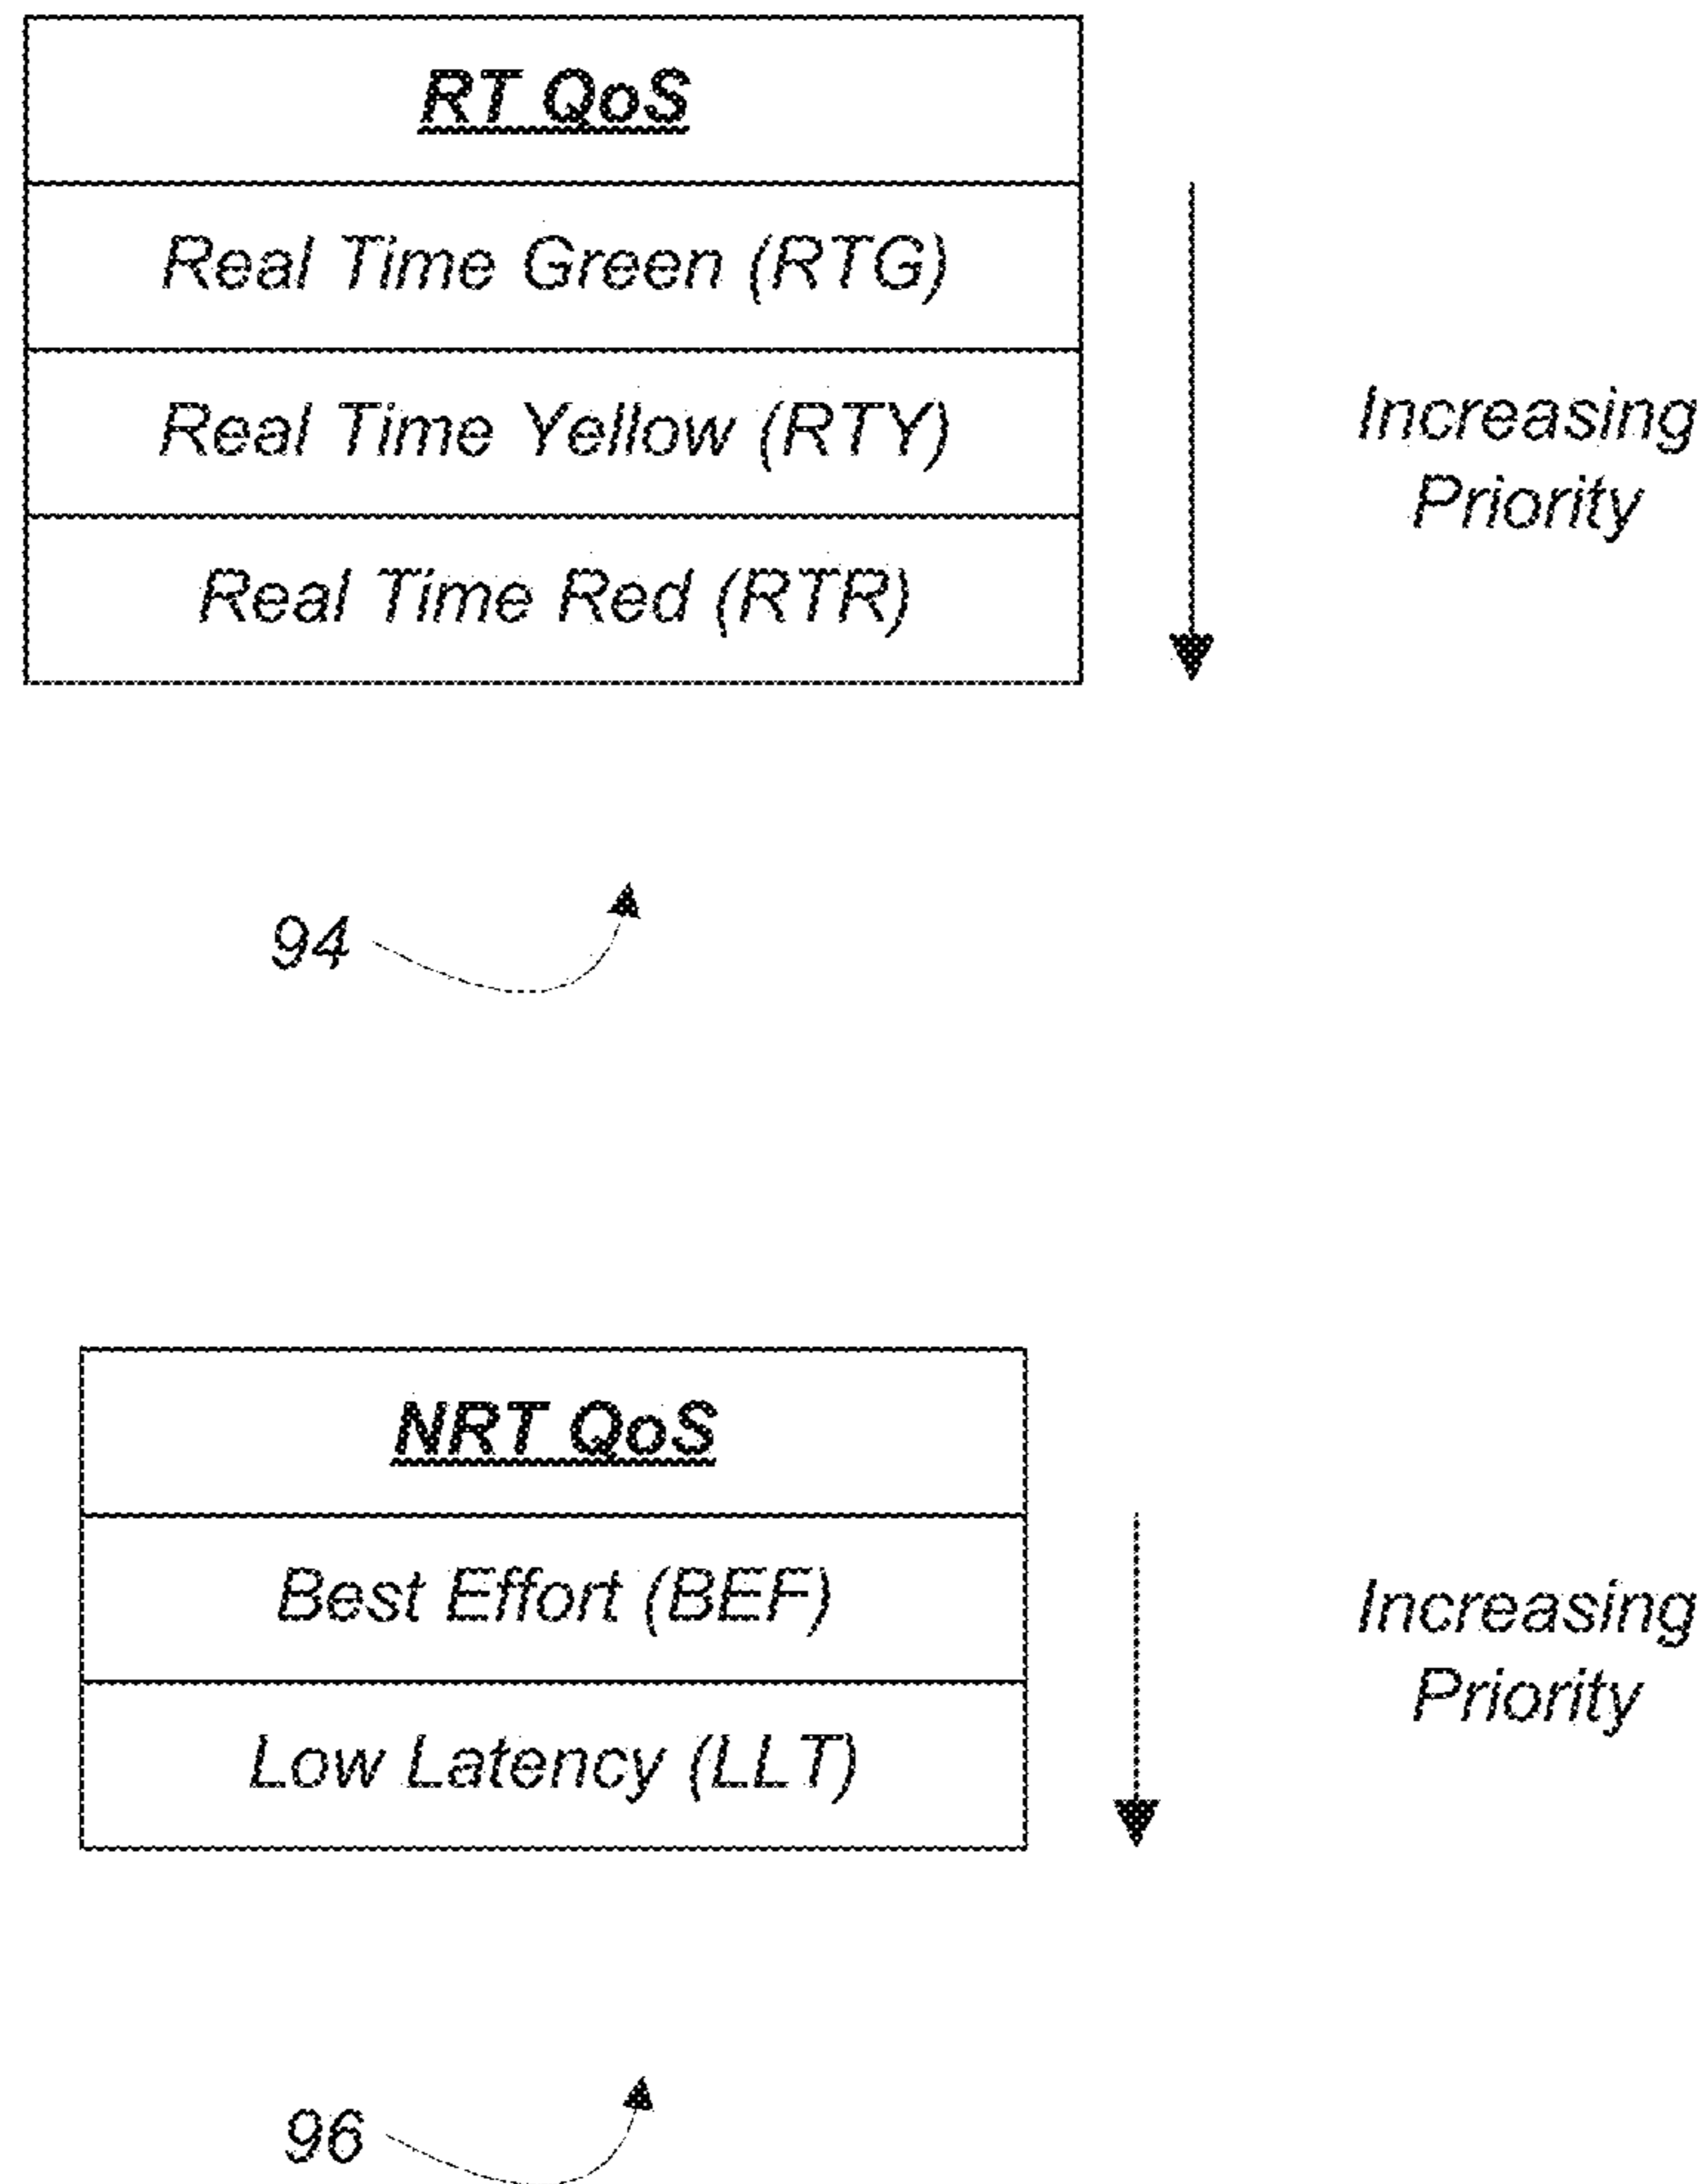 RT QoS
Real Time Green (RTG)
Real Time Yellow (RTY)
Real Time Red (RTR)
Increasing
Priority
94
NRT QoS
Best Effort (BEF)
Low Latency (LLT)
Increasing
Priority
96